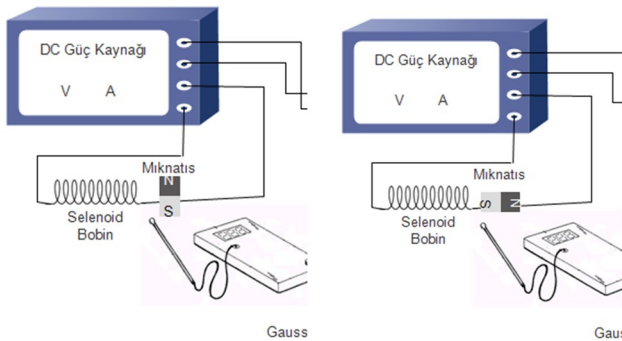 DC Güç Kaynağı
V A
Mıknatıs
N
S
Selenoid
Bobin
Gauss
DC Güç Kaynağı
V A
Mıknatıs
S N
Selenoid
Bobin
Gaus